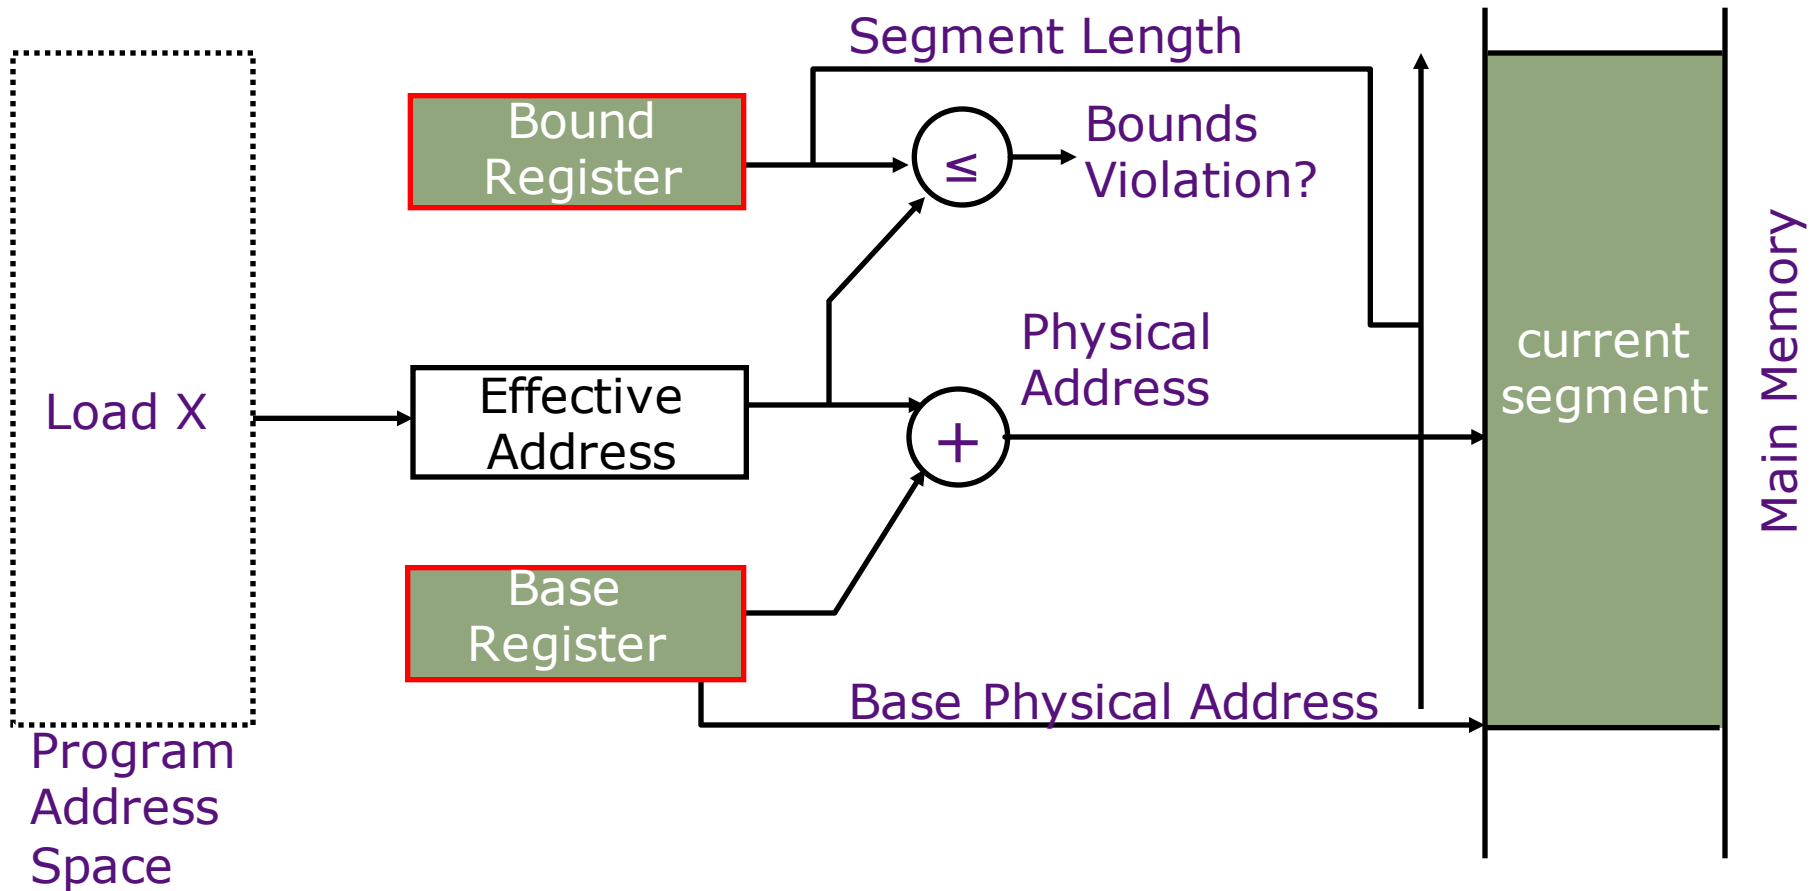 Segment Length
Bound
Register
≤
Bounds
Violation?
Load X
Effective
Address
+
Physical
Address
current
segment
Main Memory
Base
Register
Base Physical Address
Program
Address
Space